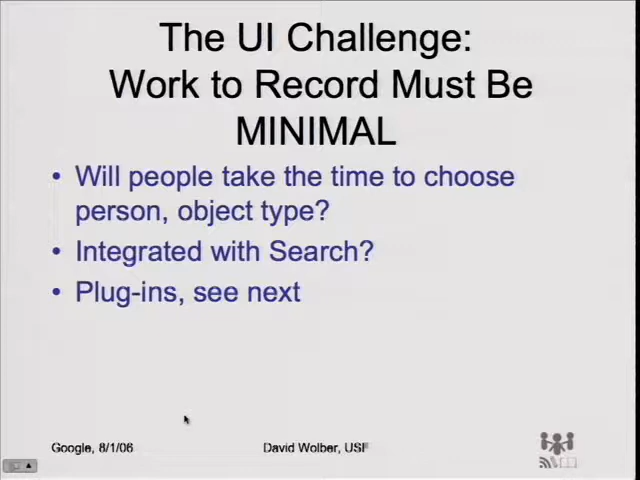 The UI Challenge:
Work to Record Must Be
MINIMAL
• Will people take the time to choose
person, object type?
• Integrated with Search?
• Plug-ins, see next
Google, 8/1/06
David Wolber, USF